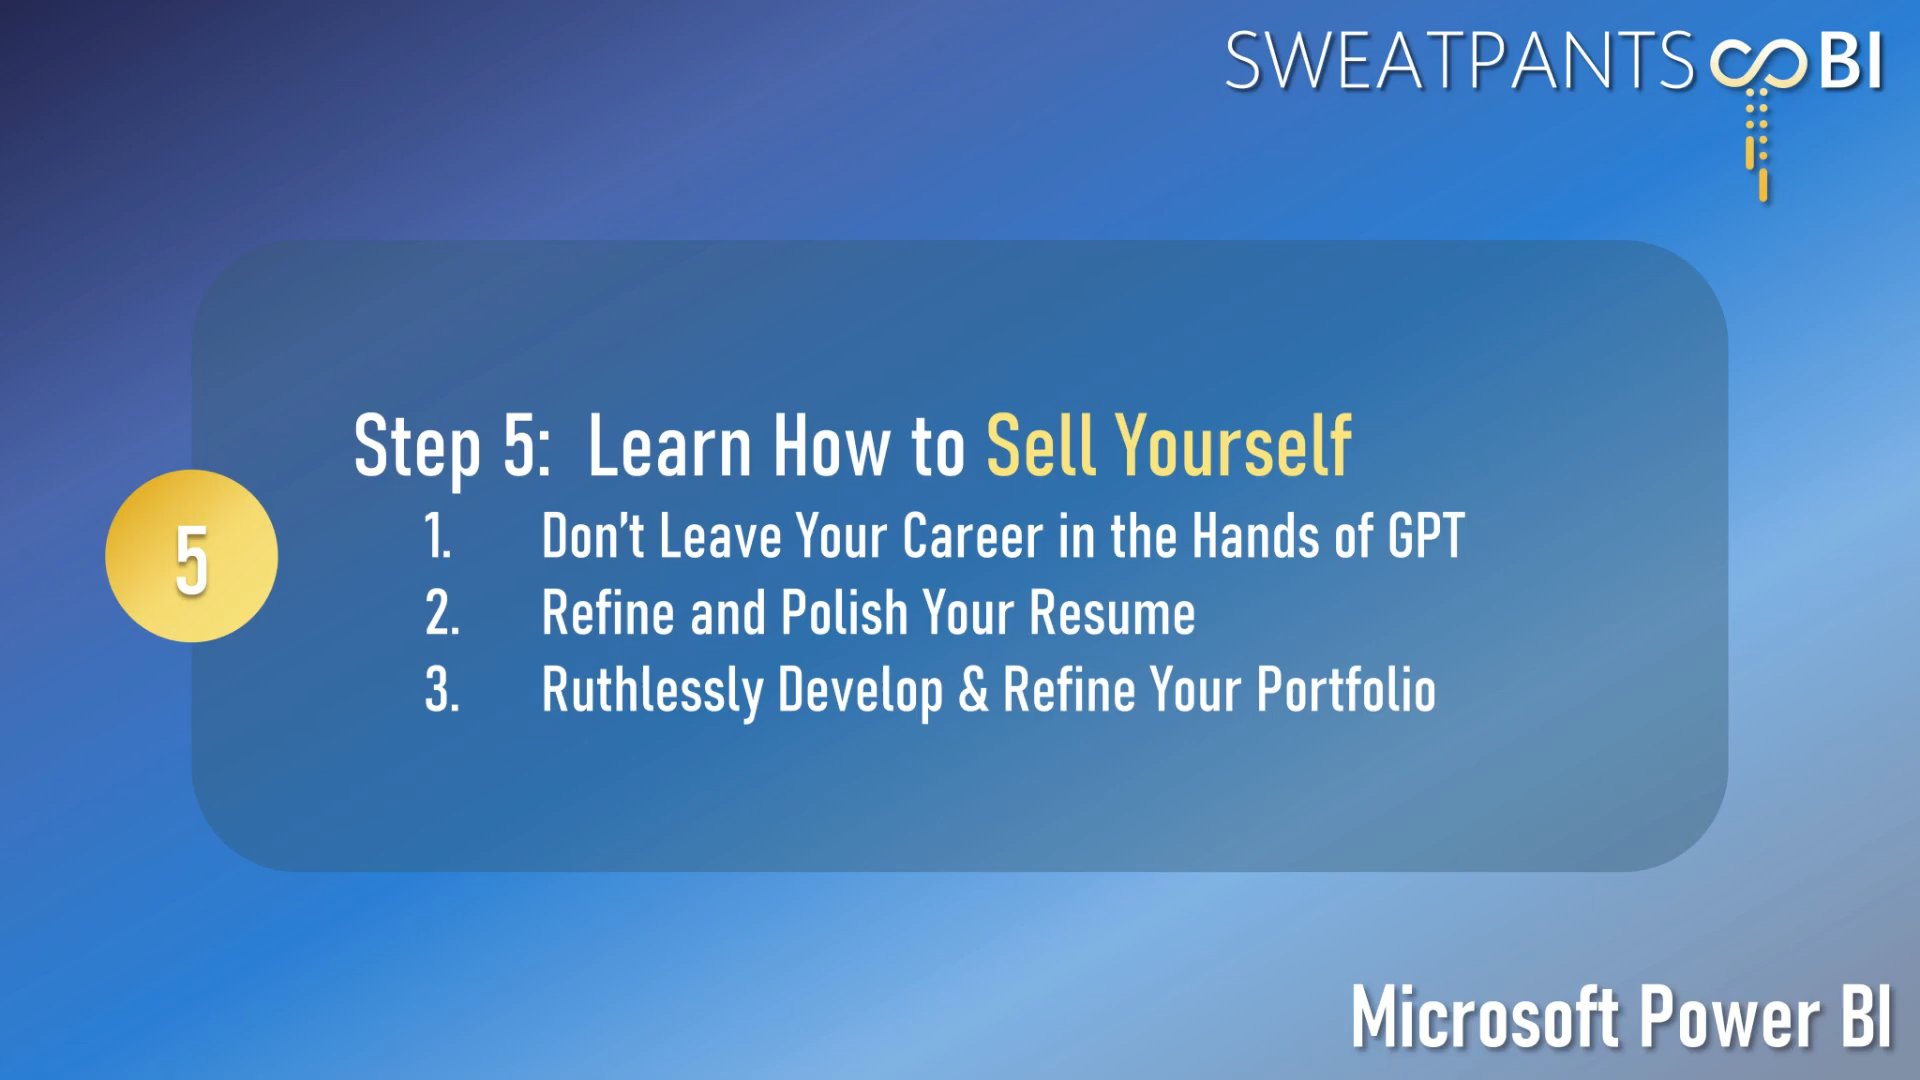 SWEATPANTS BI
5
Step 5: Learn How to Sell Yourself
1. Don't Leave Your Career in the Hands of GPT
2. Refine and Polish Your Resume
3. Ruthlessly Develop & Refine Your Portfolio
Microsoft Power BI